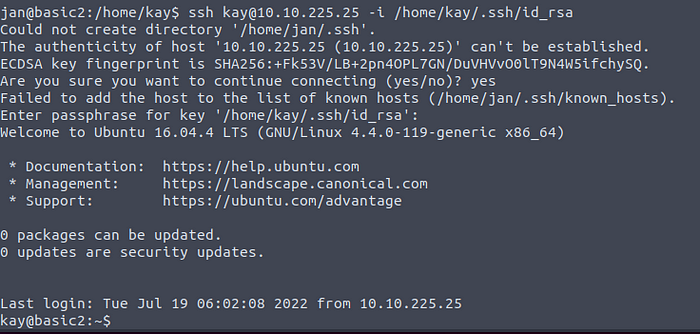 jan@basic2:/home/kay$ ssh kay@10.10.225.25 -i /home/kay/.ssh/id_rsa
Could not create directory '/home/jan/.ssh'.
The authenticity of host '10.10.225.25 (10.10.225.25)' can't be established.
ECDSA key fingerprint is SHA256:+Fk53V/LB+2pn4OPL7GN/DuVHVvO0lT9N4W5ifchySQ.
Are you sure you want to continue connecting (yes/no)? yes
Failed to add the host to the list of known hosts (/home/jan/.ssh/known_hosts).
Enter passphrase for key '/home/kay/.ssh/id_rsa':
Welcome to Ubuntu 16.04.4 LTS (GNU/Linux 4.4.0-119-generic x86_64)
* Documentation:  https://help.ubuntu.com
* Management:     https://landscape.canonical.com
* Support:        https://ubuntu.com/advantage
0 packages can be updated.
0 updates are security updates.
Last login: Tue Jul 19 06:02:08 2022 from 10.10.225.25
kay@basic2:~$